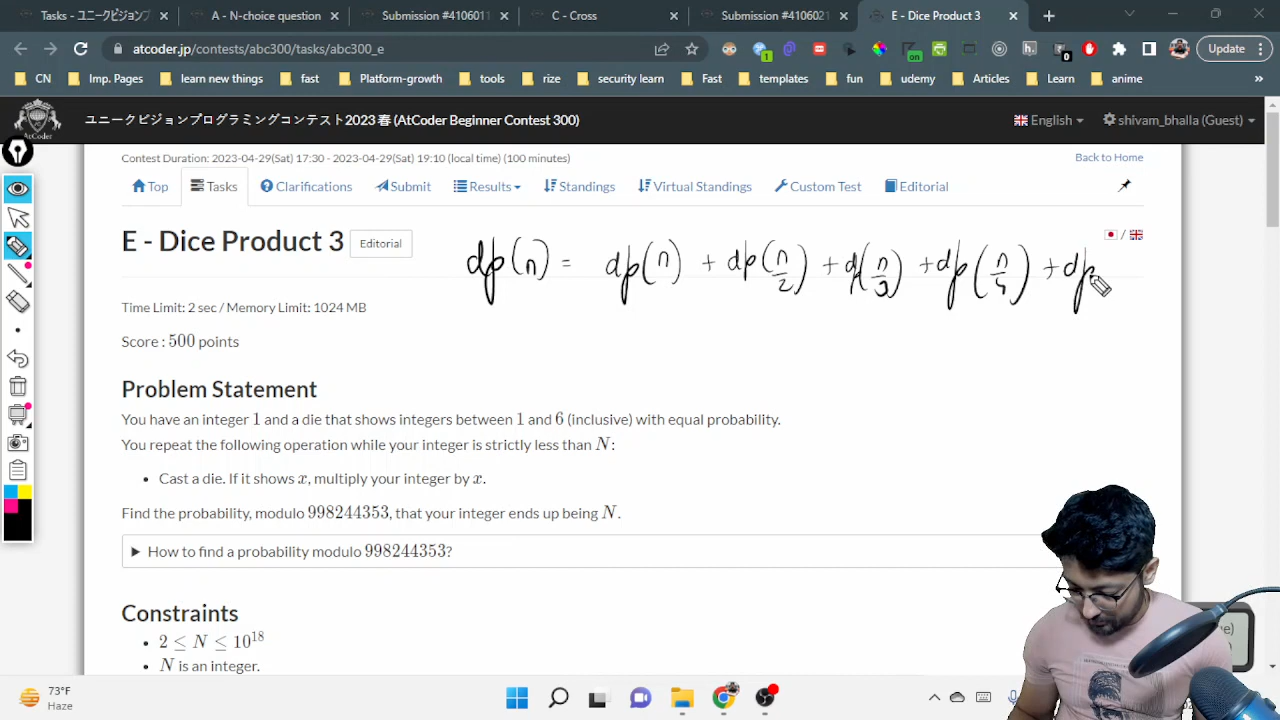 Tasks - ユニークビジョンプ
A - N-choice question
Submission #4106011
C - Cross
Submission #4106021
E - Dice Product 3
atcoder.jp/contests/abc300/tasks/abc300_e
1
on
0
Update
CN
Imp. Pages
learn new things
fast
Platform-growth
tools
rize
security learn
Fast
templates
fun
udemy
Articles
Learn
anime
»
AtCoder
ユニークビジョンプログラミングコンテスト2023 春 (AtCoder Beginner Contest 300)
English
shivam_bhalla (Guest)
Contest Duration: 2023-04-29(Sat) 17:30 - 2023-04-29(Sat) 19:10 (local time) (100 minutes)
Back to Home
Top
Tasks
Clarifications
Submit
Results
Standings
Virtual Standings
Custom Test
Editorial
E - Dice Product 3
Editorial
/
dp(n) = dp(n) + dp(n/2) + dp(n/3) + dp(n/4) + dp
Time Limit: 2 sec / Memory Limit: 1024 MB
Score : 500 points
Problem Statement
You have an integer 1 and a die that shows integers between 1 and 6 (inclusive) with equal probability.
You repeat the following operation while your integer is strictly less than N:
• Cast a die. If it shows x, multiply your integer by x.
Find the probability, modulo 998244353, that your integer ends up being N.
How to find a probability modulo 998244353?
Constraints
• 2 ≤ N ≤ 10^18
• N is an integer.
73°F
Haze